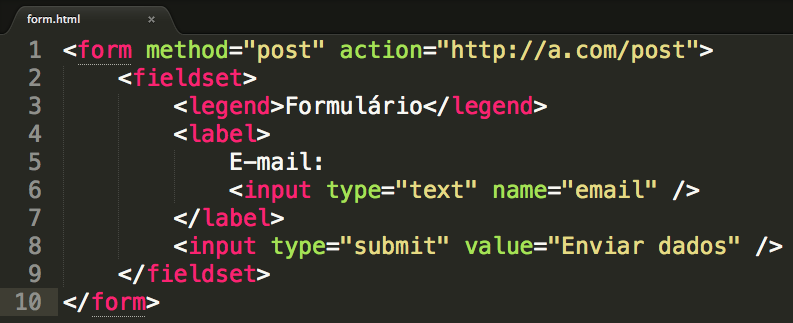 form.html ×
1 <form method="post" action="http://a.com/post">
2 <fieldset>
3 <legend>Formulário</legend>
4 <label>
5 E-mail:
6 <input type="text" name="email" />
7 </label>
8 <input type="submit" value="Enviar dados" />
9 </fieldset>
10 </form>